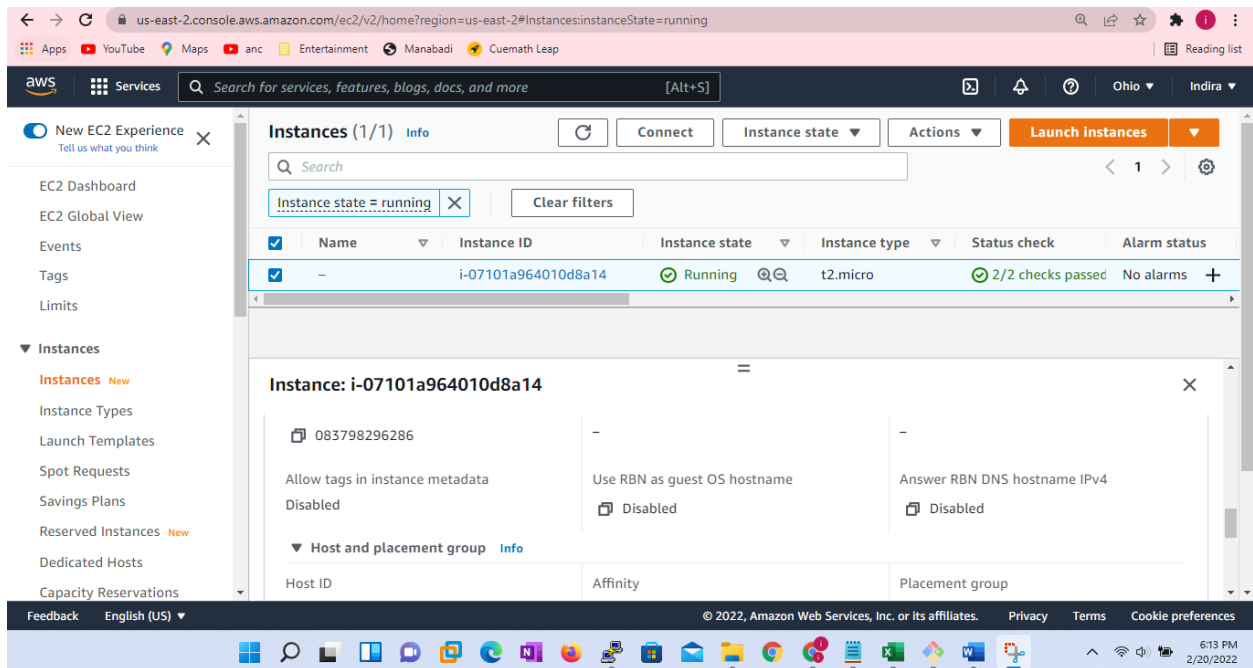 us-east-2.console.aws.amazon.com/ec2/v2/home?region=us-east-2#Instances:instanceState=running
i
Apps YouTube Maps anc Entertainment Manabadi Cuemath Leap Reading list
aws Services Search for services, features, blogs, docs, and more [Alt+S] Ohio ▼ Indira ▼
New EC2 Experience
Tell us what you think
EC2 Dashboard
EC2 Global View
Events
Tags
Limits
Instances
Instances New
Instance Types
Launch Templates
Spot Requests
Savings Plans
Reserved Instances New
Dedicated Hosts
Capacity Reservations
Instances (1/1) Info Connect Instance state ▼ Actions ▼ Launch instances ▼
Search < 1 >
Instance state = running Clear filters
Name Instance ID Instance state Instance type Status check Alarm status
– i-07101a964010d8a14 Running t2.micro 2/2 checks passed No alarms +
Instance: i-07101a964010d8a14
083798296286 – –
Allow tags in instance metadata Use RBN as guest OS hostname Answer RBN DNS hostname IPv4
Disabled Disabled Disabled
Host and placement group Info
Host ID Affinity Placement group
Feedback English (US) ▼ © 2022, Amazon Web Services, Inc. or its affiliates. Privacy Terms Cookie preferences
6:13 PM
2/20/2022